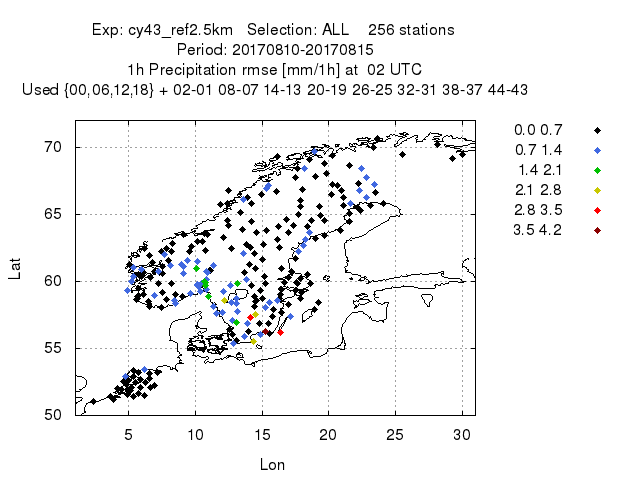 Exp: cy43_ref2.5km   Selection: ALL    256 stations
Period: 20170810-20170815
1h Precipitation rmse [mm/1h] at  02 UTC
Used {00,06,12,18} + 02-01 08-07 14-13 20-19 26-25 32-31 38-37 44-43
0.0 0.7
0.7 1.4
1.4 2.1
2.1 2.8
2.8 3.5
3.5 4.2
70
65
60
55
50
Lat
5 10 15 20 25 30
Lon